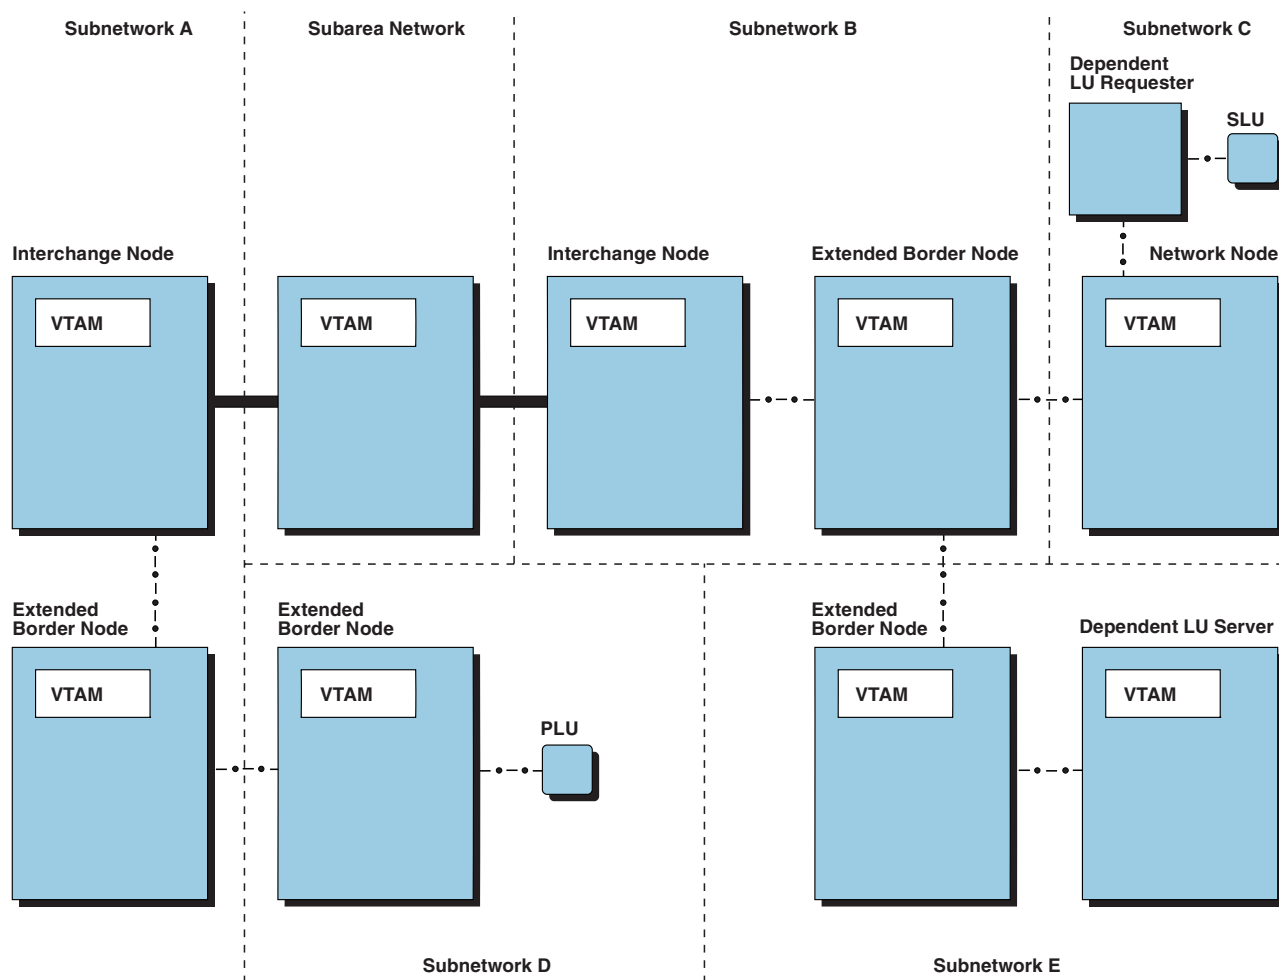 Subnetwork A
Subarea Network
Subnetwork B
Subnetwork C
Dependent
LU Requester
SLU
Interchange Node
Interchange Node
Extended Border Node
Network Node
VTAM
VTAM
VTAM
VTAM
VTAM
Extended
Border Node
Extended
Border Node
Extended
Border Node
Dependent LU Server
VTAM
VTAM
VTAM
VTAM
PLU
Subnetwork D
Subnetwork E